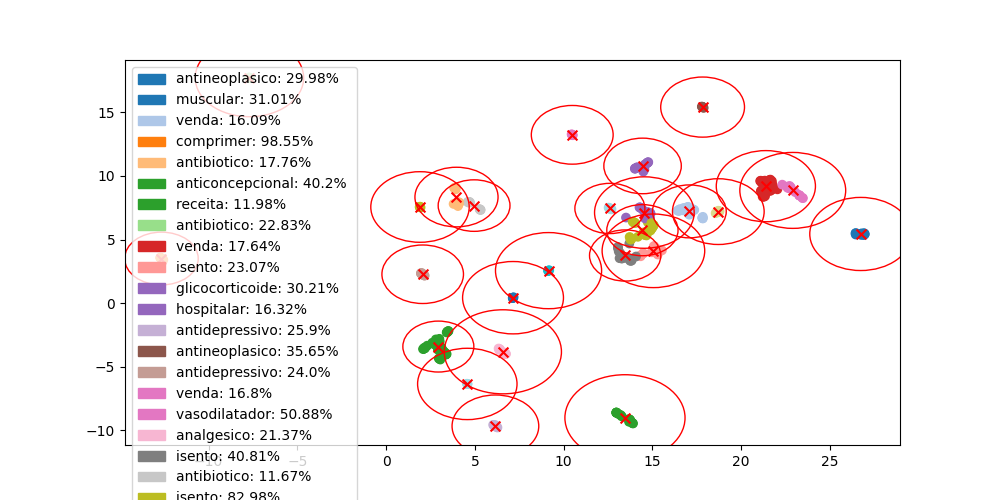 antineoplasico: 29.98%
muscular: 31.01%
venda: 16.09%
comprimer: 98.55%
antibiotico: 17.76%
anticoncepcional: 40.2%
receita: 11.98%
antibiotico: 22.83%
venda: 17.64%
isento: 23.07%
glicocorticoide: 30.21%
hospitalar: 16.32%
antidepressivo: 25.9%
antineoplasico: 35.65%
antidepressivo: 24.0%
venda: 16.8%
vasodilatador: 50.88%
analgesico: 21.37%
isento: 40.81%
antibiotico: 11.67%
isento: 82.98%
15
10
5
0
−5
−10
−10 −5 0 5 10 15 20 25